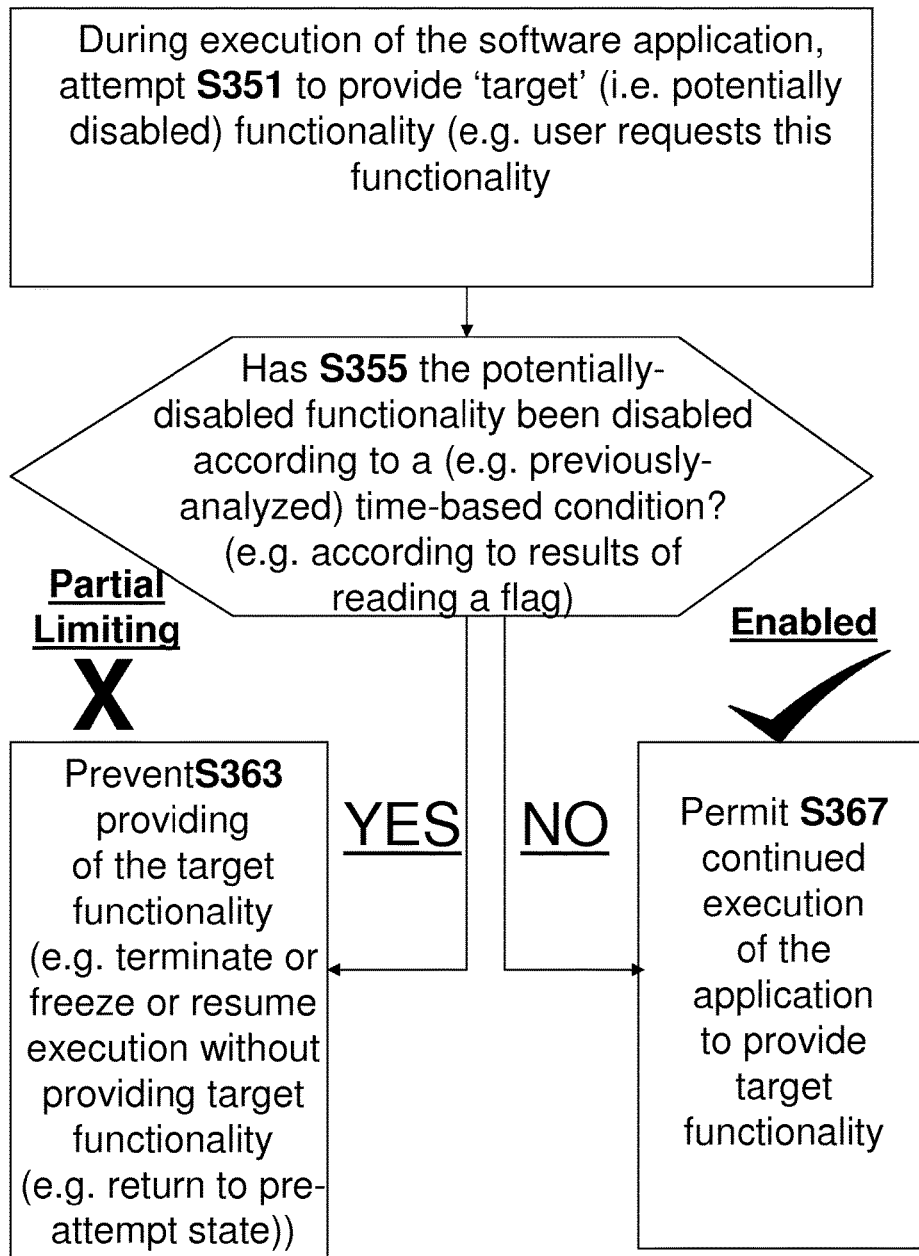 During execution of the software application,
attempt S351 to provide ‘target’ (i.e. potentially
disabled) functionality (e.g. user requests this
functionality
Has S355 the potentially-
disabled functionality been disabled
according to a (e.g. previously-
analyzed) time-based condition?
(e.g. according to results of
reading a flag)
Partial
Limiting
X
Enabled
YES
NO
PreventS363
providing
of the target
functionality
(e.g. terminate or
freeze or resume
execution without
providing target
functionality
(e.g. return to pre-
attempt state))
Permit S367
continued
execution
of the
application
to provide
target
functionality